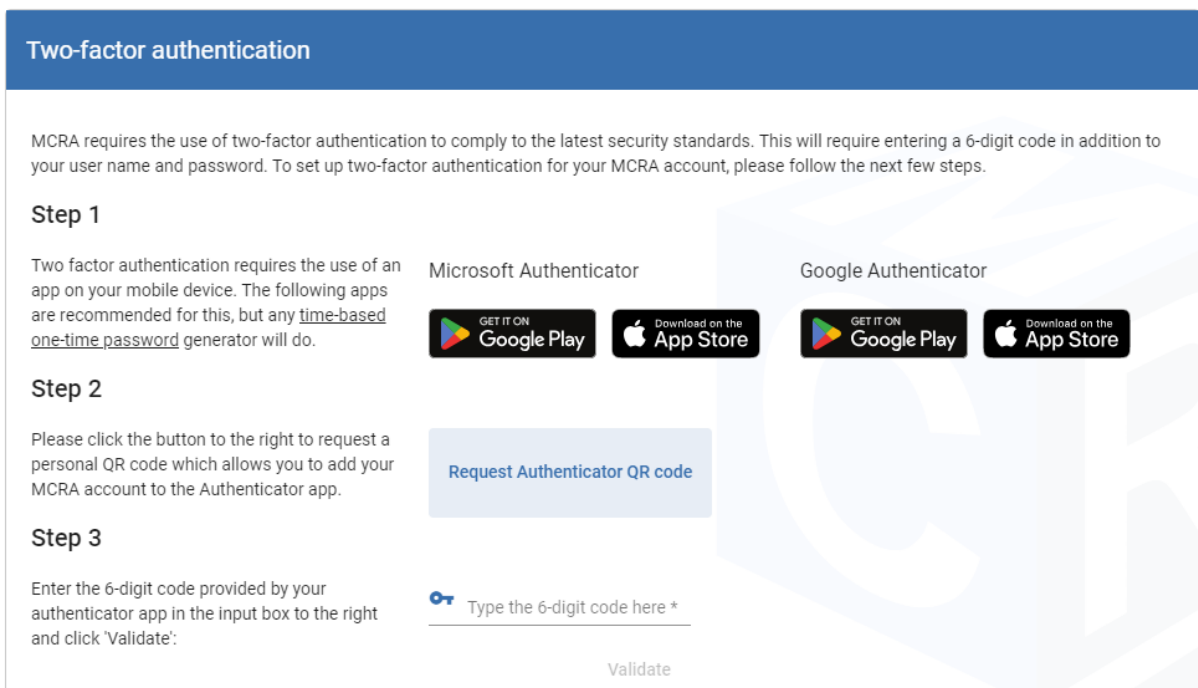 Two-factor authentication
MCRA requires the use of two-factor authentication to comply to the latest security standards. This will require entering a 6-digit code in addition to
your user name and password. To set up two-factor authentication for your MCRA account, please follow the next few steps.
Step 1
Two factor authentication requires the use of an
app on your mobile device. The following apps
are recommended for this, but any time-based
one-time password generator will do.
Microsoft Authenticator
GET IT ON
Google Play
Download on the
App Store
Google Authenticator
GET IT ON
Google Play
Download on the
App Store
Step 2
Please click the button to the right to request a
personal QR code which allows you to add your
MCRA account to the Authenticator app.
Request Authenticator QR code
Step 3
Enter the 6-digit code provided by your
authenticator app in the input box to the right
and click 'Validate':
Type the 6-digit code here *
Validate